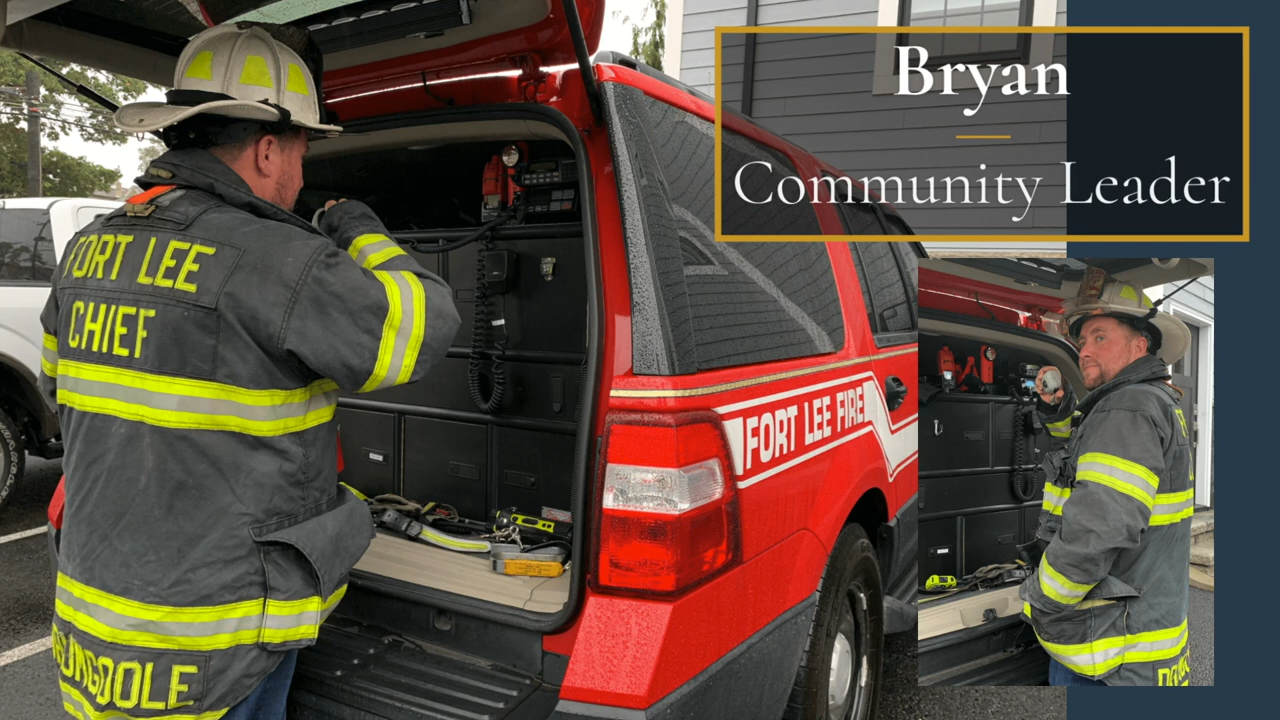 Bryan
Community Leader
FORT LEE
CHIEF
FORT LEE FIRE